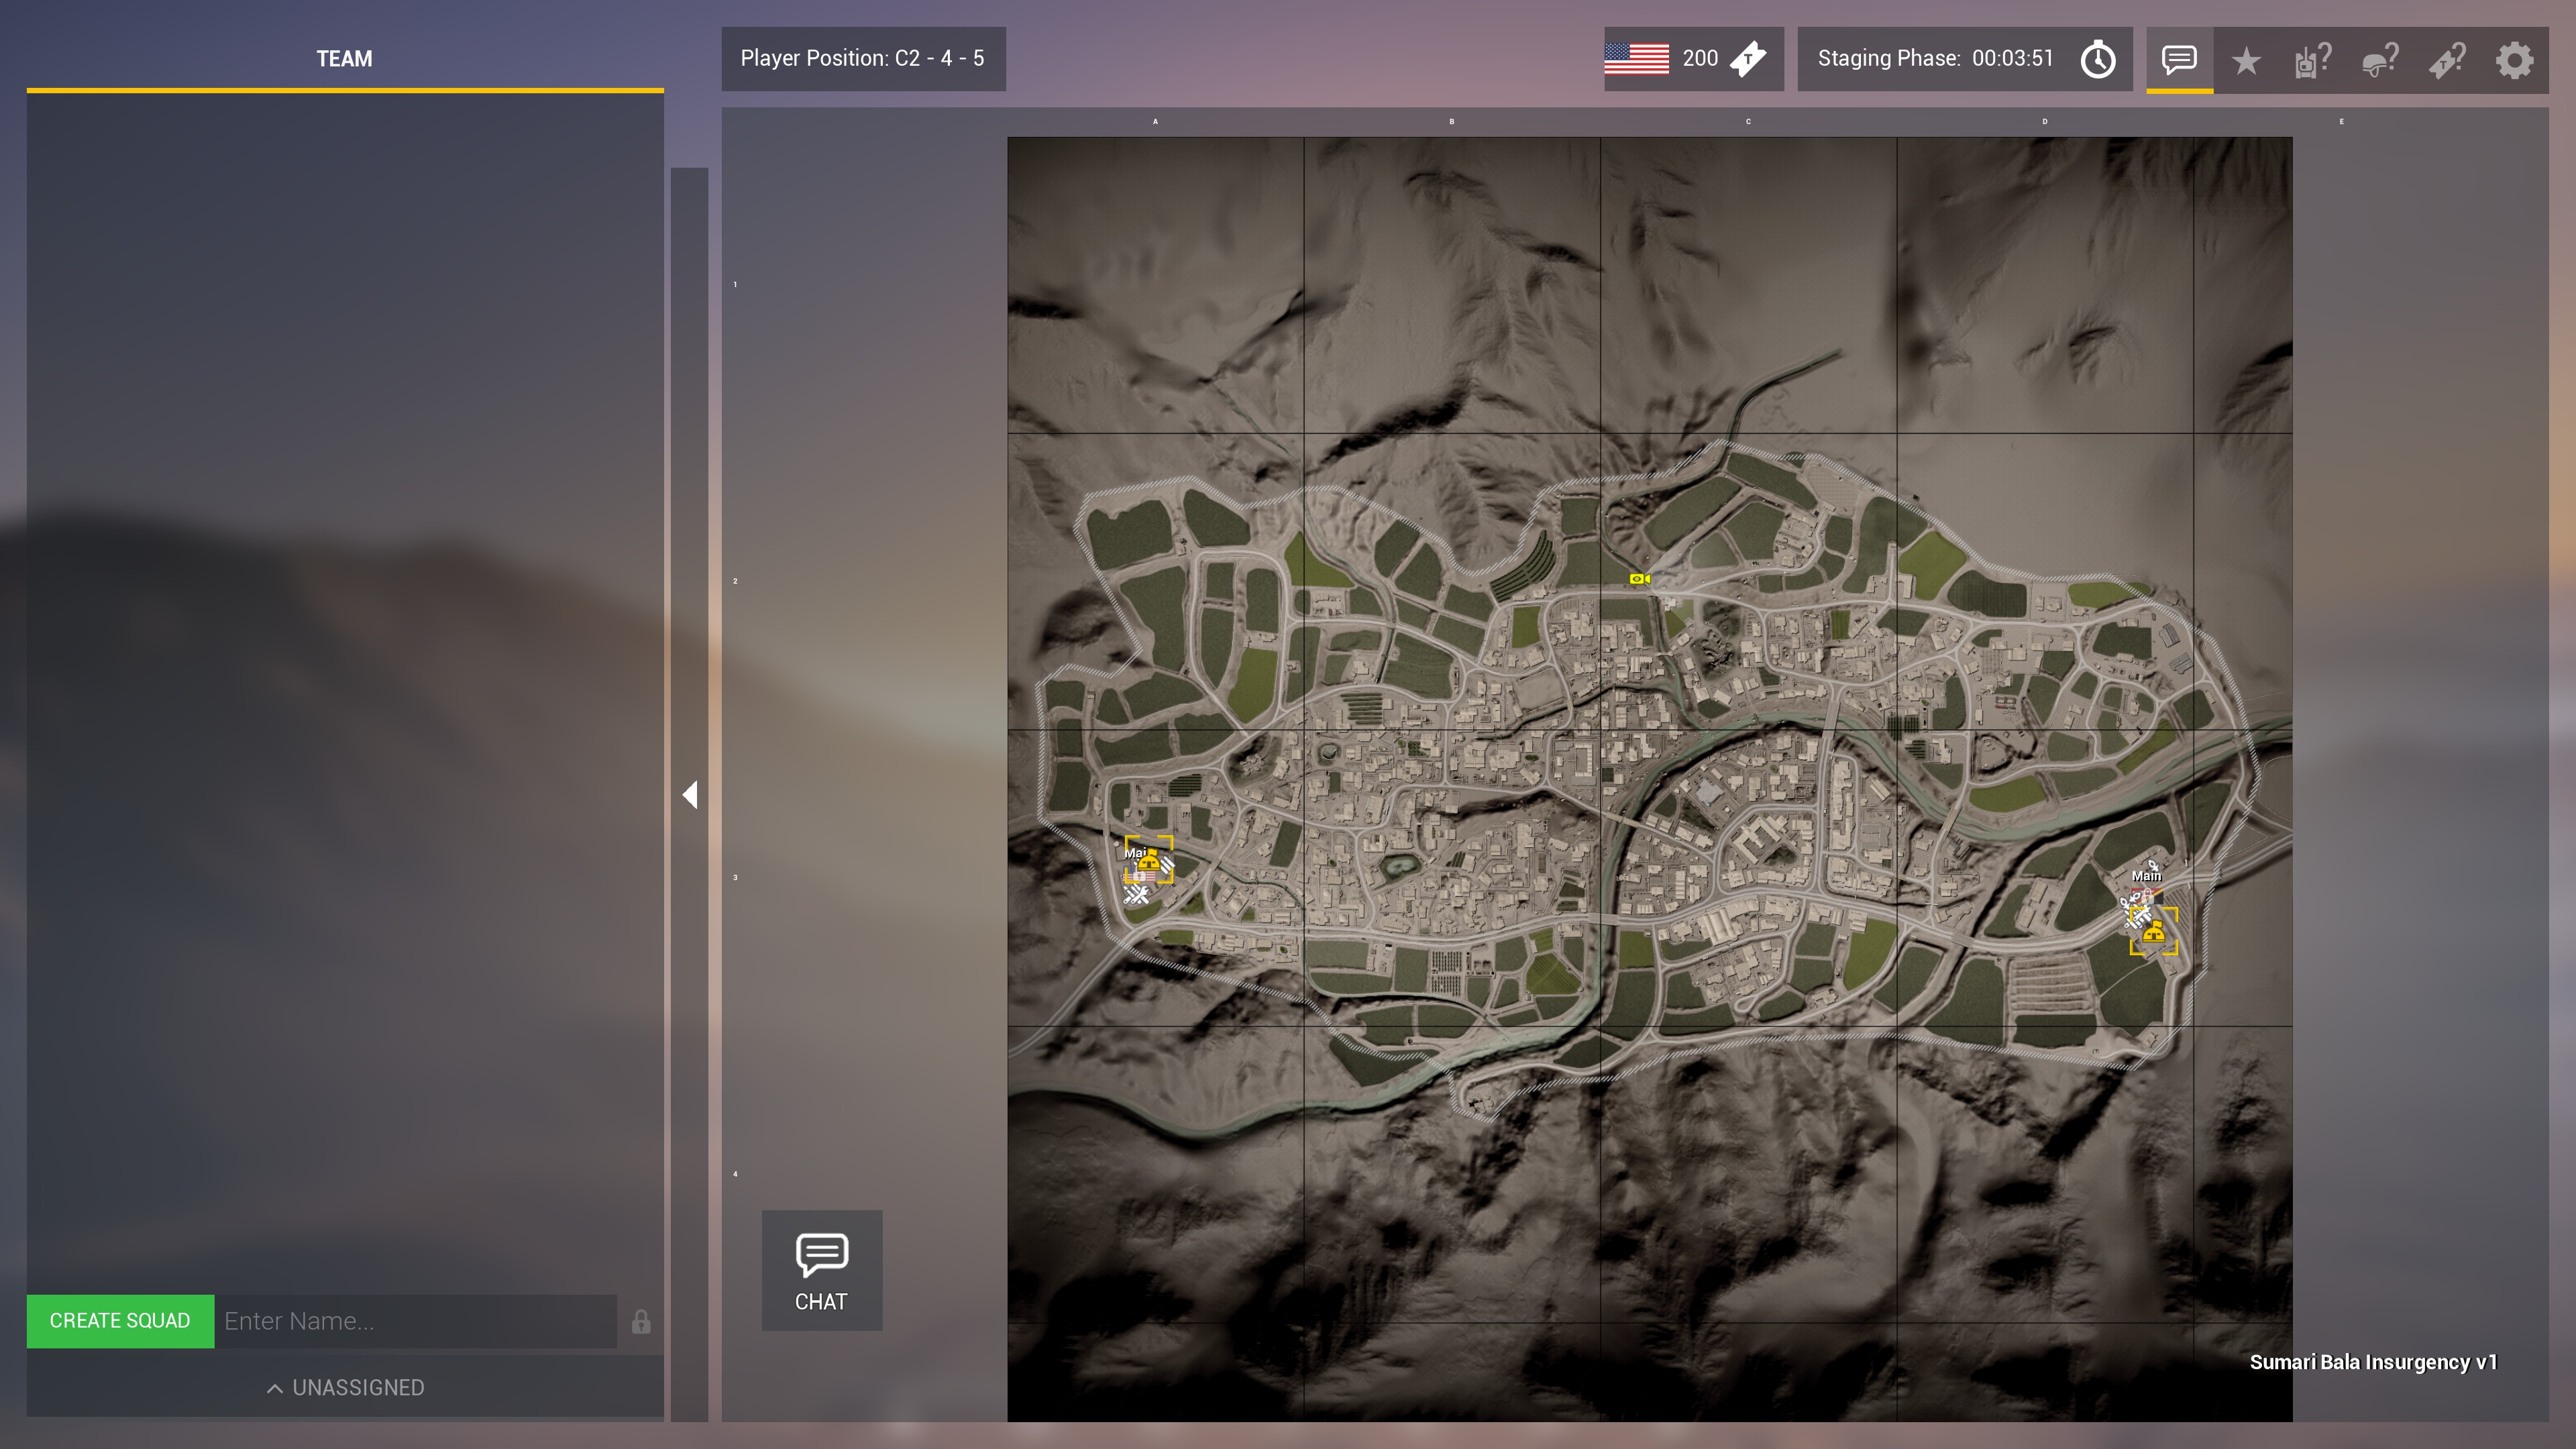 TEAM
Player Position: C2 - 4 - 5
200
Staging Phase: 00:03:51
A
B
C
D
E
1
2
3
4
Main
CHAT
CREATE SQUAD
Enter Name...
UNASSIGNED
Sumari Bala Insurgency v1